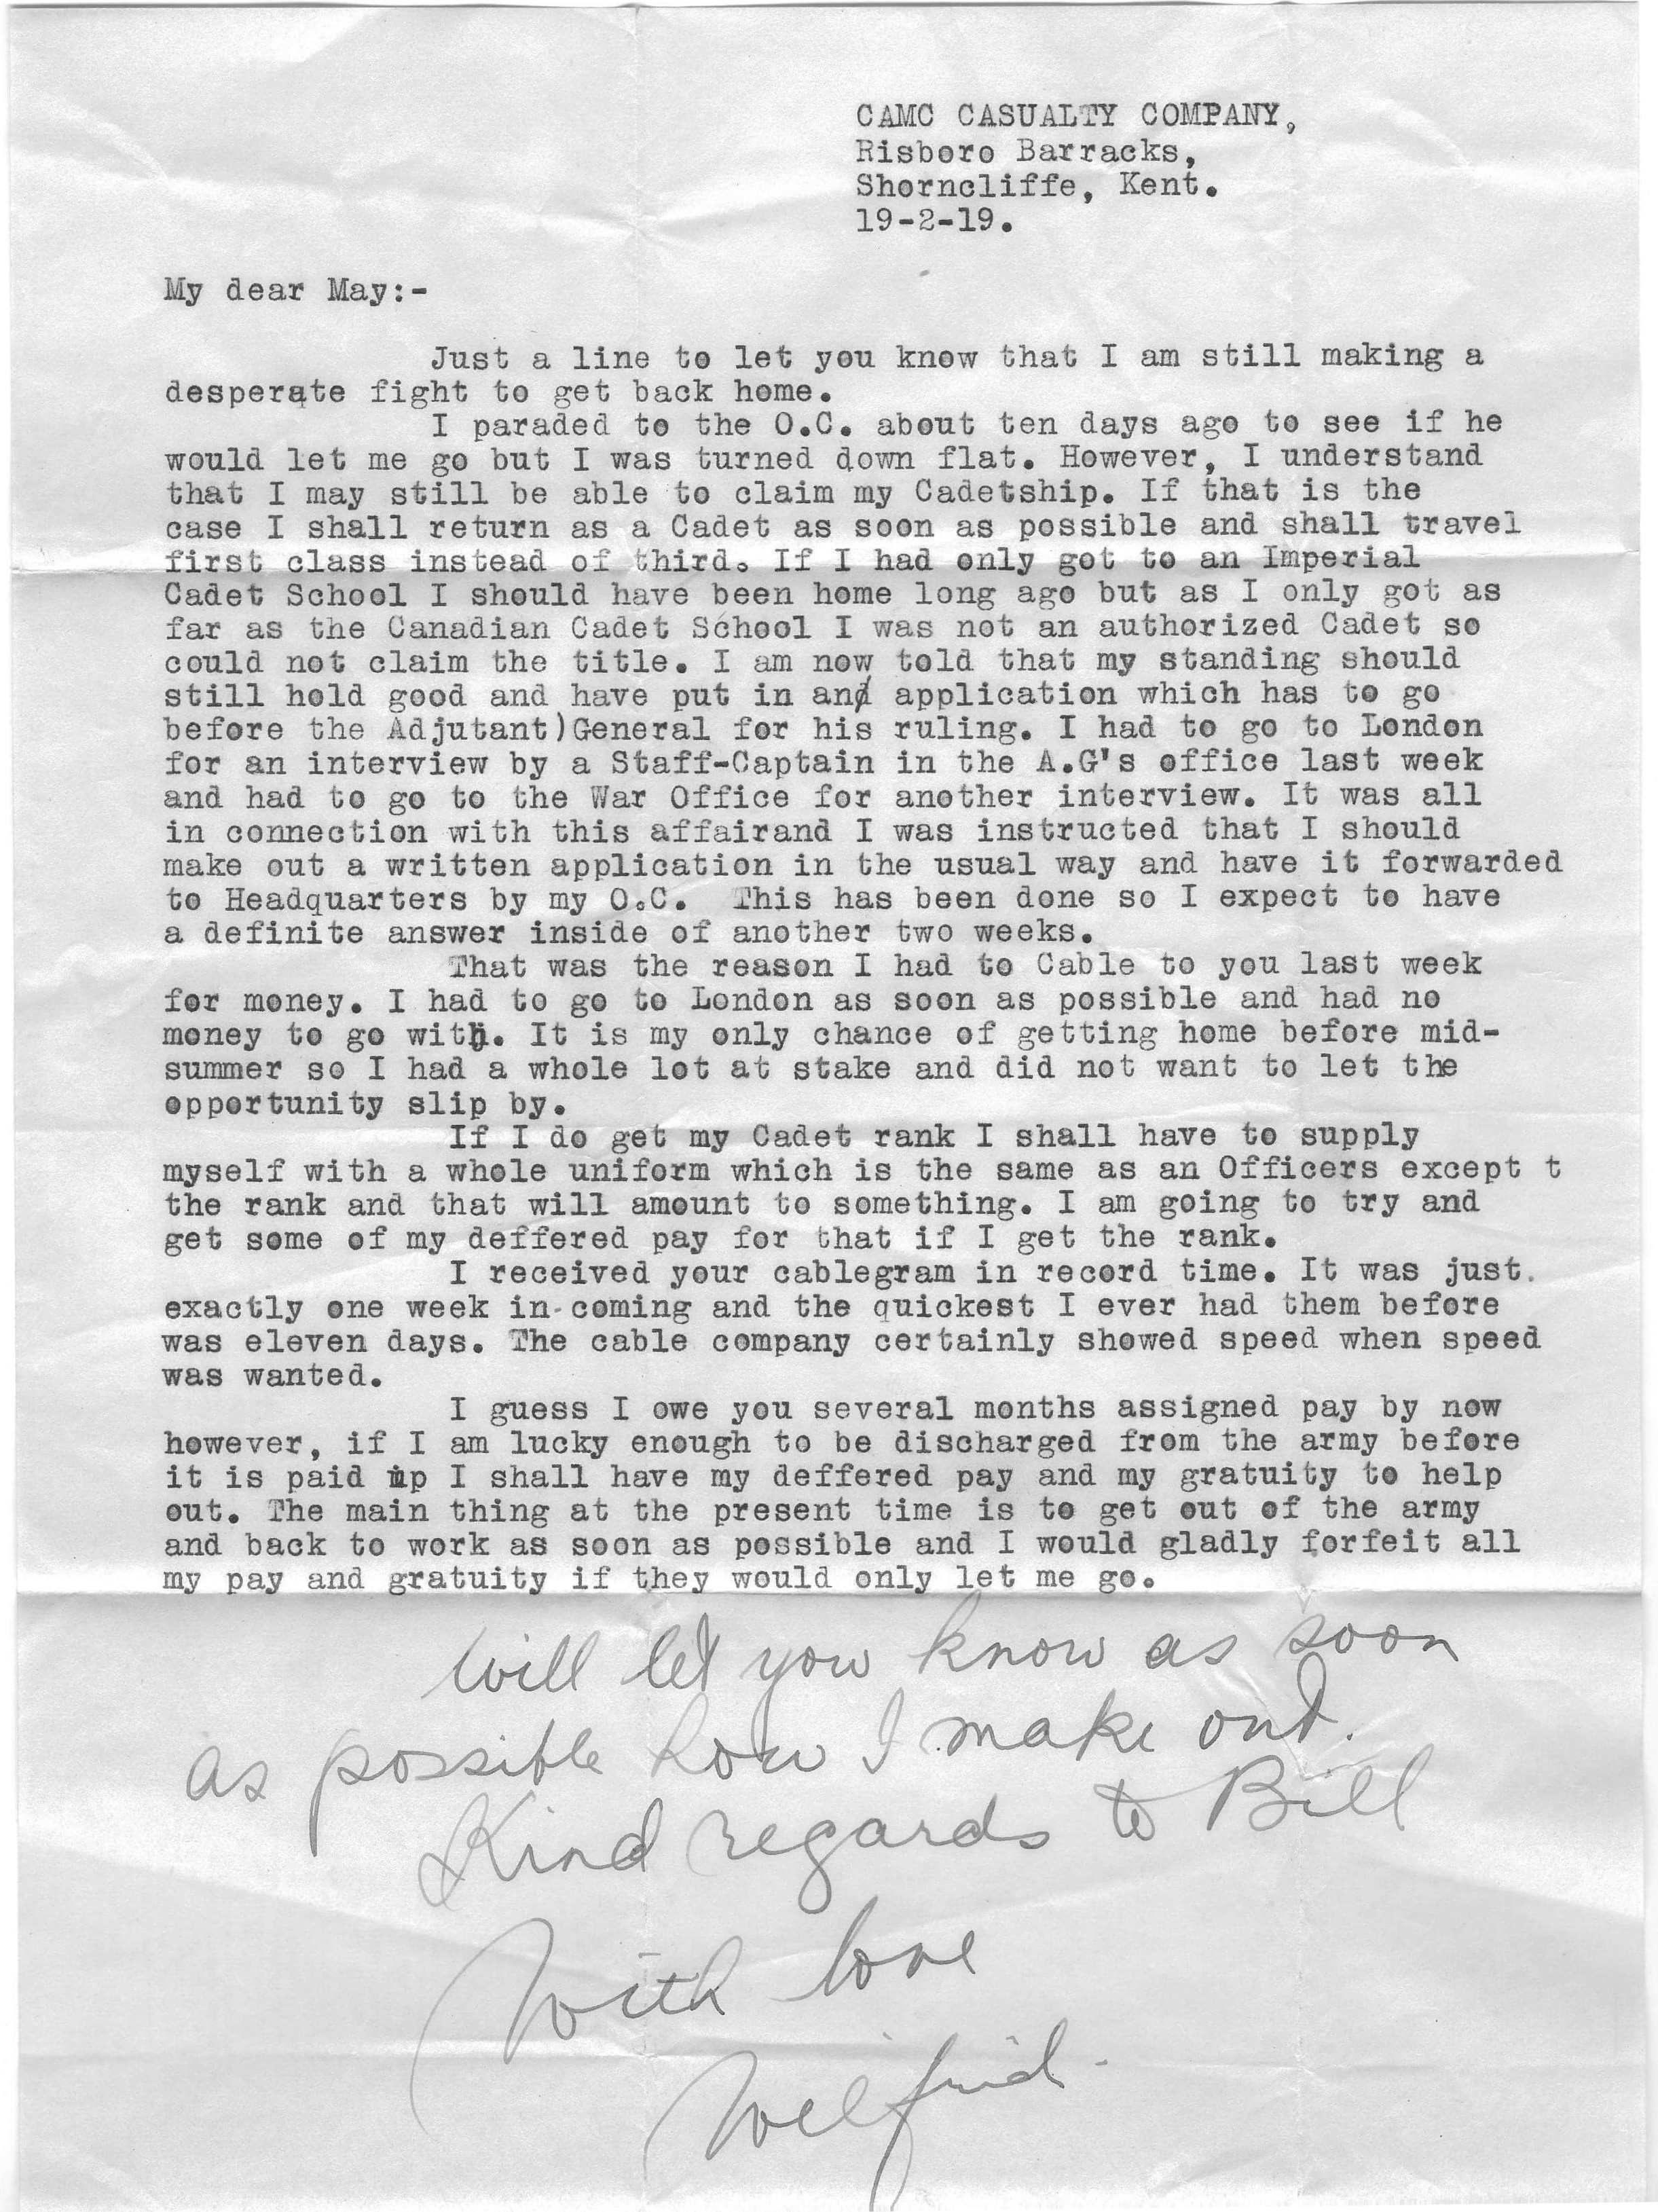 CAMC CASUALTY COMPANY,
Risboro Barracks,
Shorncliffe, Kent.
19-2-19.
My dear May:-
Just a line to let you know that I am still making a
desperate fight to get back home.
I paraded to the O.C. about ten days ago to see if he
would let me go but I was turned down flat. However, I understand
that I may still be able to claim my Cadetship. If that is the
case I shall return as a Cadet as soon as possible and shall travel
first class instead of third. If I had only got to an Imperial
Cadet School I should have been home long ago but as I only got as
far as the Canadian Cadet School I was not an authorized Cadet so
could not claim the title. I am now told that my standing should
still hold good and have put in an application which has to go
before the Adjutant)General for his ruling. I had to go to London
for an interview by a Staff-Captain in the A.G's office last week
and had to go to the War Office for another interview. It was all
in connection with this affairand I was instructed that I should
make out a written application in the usual way and have it forwarded
to Headquarters by my O.C. This has been done so I expect to have
a definite answer inside of another two weeks.
That was the reason I had to Cable to you last week
for money. I had to go to London as soon as possible and had no
money to go with. It is my only chance of getting home before mid-
summer so I had a whole lot at stake and did not want to let the
opportunity slip by.
If I do get my Cadet rank I shall have to supply
myself with a whole uniform which is the same as an Officers except t
the rank and that will amount to something. I am going to try and
get some of my deffered pay for that if I get the rank.
I received your cablegram in record time. It was just.
exactly one week in-coming and the quickest I ever had them before
was eleven days. The cable company certainly showed speed when speed
was wanted.
I guess I owe you several months assigned pay by now
however, if I am lucky enough to be discharged from the army before
it is paid up I shall have my deffered pay and my gratuity to help
out. The main thing at the present time is to get out of the army
and back to work as soon as possible and I would gladly forfeit all
my pay and gratuity if they would only let me go.
Will let you know as soon
as possible how I make out.
Kind regards to Bill
With love
Wilfrid.